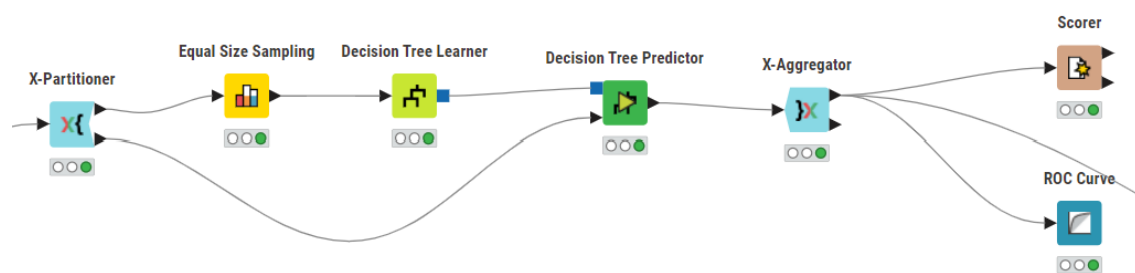 Scorer
Equal Size Sampling
Decision Tree Learner
Decision Tree Predictor
X-Aggregator
X-Partitioner
X{
}X
ROC Curve